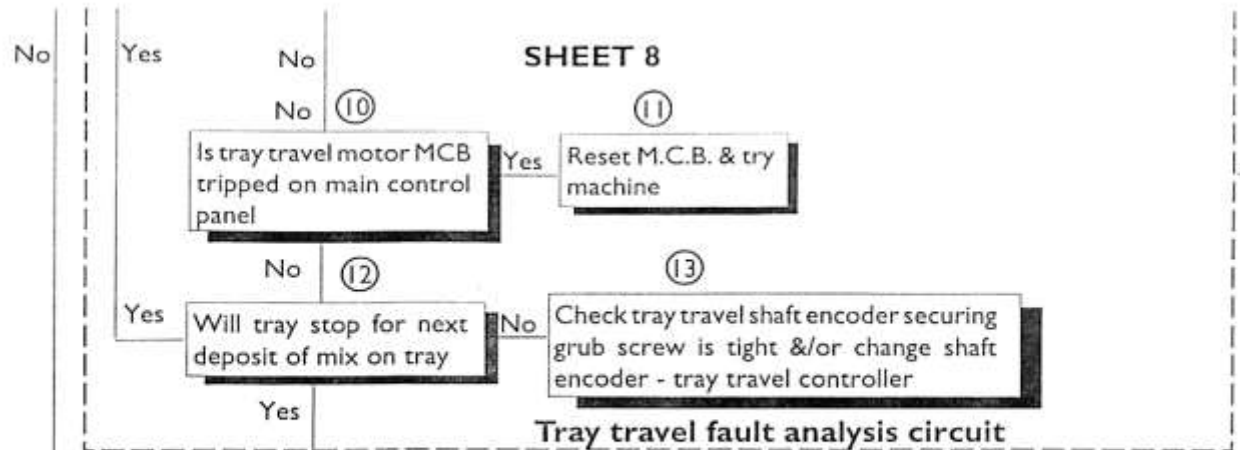 No
Yes
No
SHEET 8
No
10
11
Is tray travel motor MCB
tripped on main control
panel
Yes
Reset M.C.B. & try
machine
No
12
13
Yes
Will tray stop for next
deposit of mix on tray
No
Check tray travel shaft encoder securing
grub screw is tight &/or change shaft
encoder - tray travel controller
Yes
Tray travel fault analysis circuit